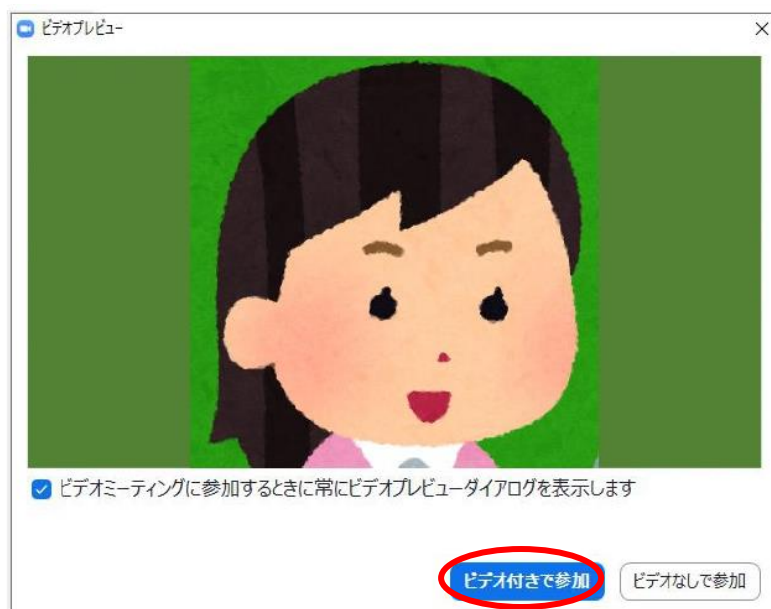 ビデオプレビュー
ビデオミーティングに参加するときに常にビデオプレビューダイアログを表示します
ビデオ付きで参加
ビデオなしで参加